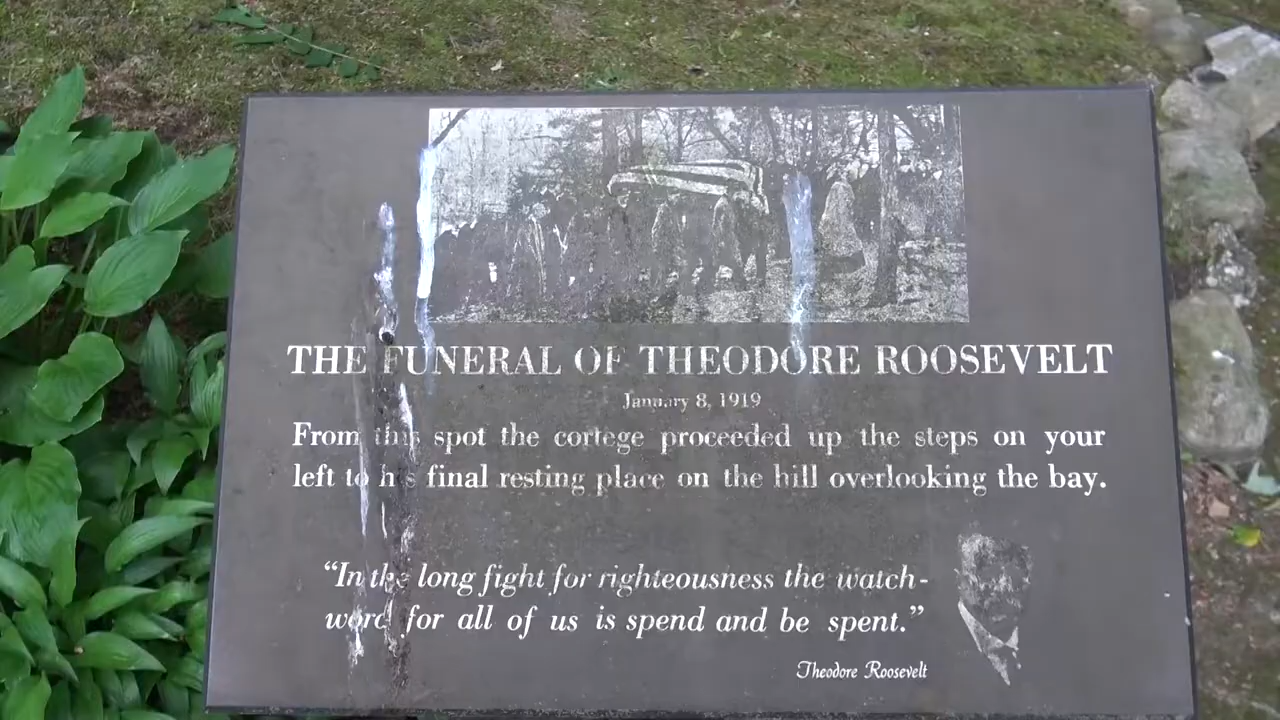 THE FUNERAL OF THEODORE ROOSEVELT
January 8, 1919
From this spot the cortege proceeded up the steps on your
left to his final resting place on the hill overlooking the bay.
“In the long fight for righteousness the watch-
word for all of us is spend and be spent.”
Theodore Roosevelt